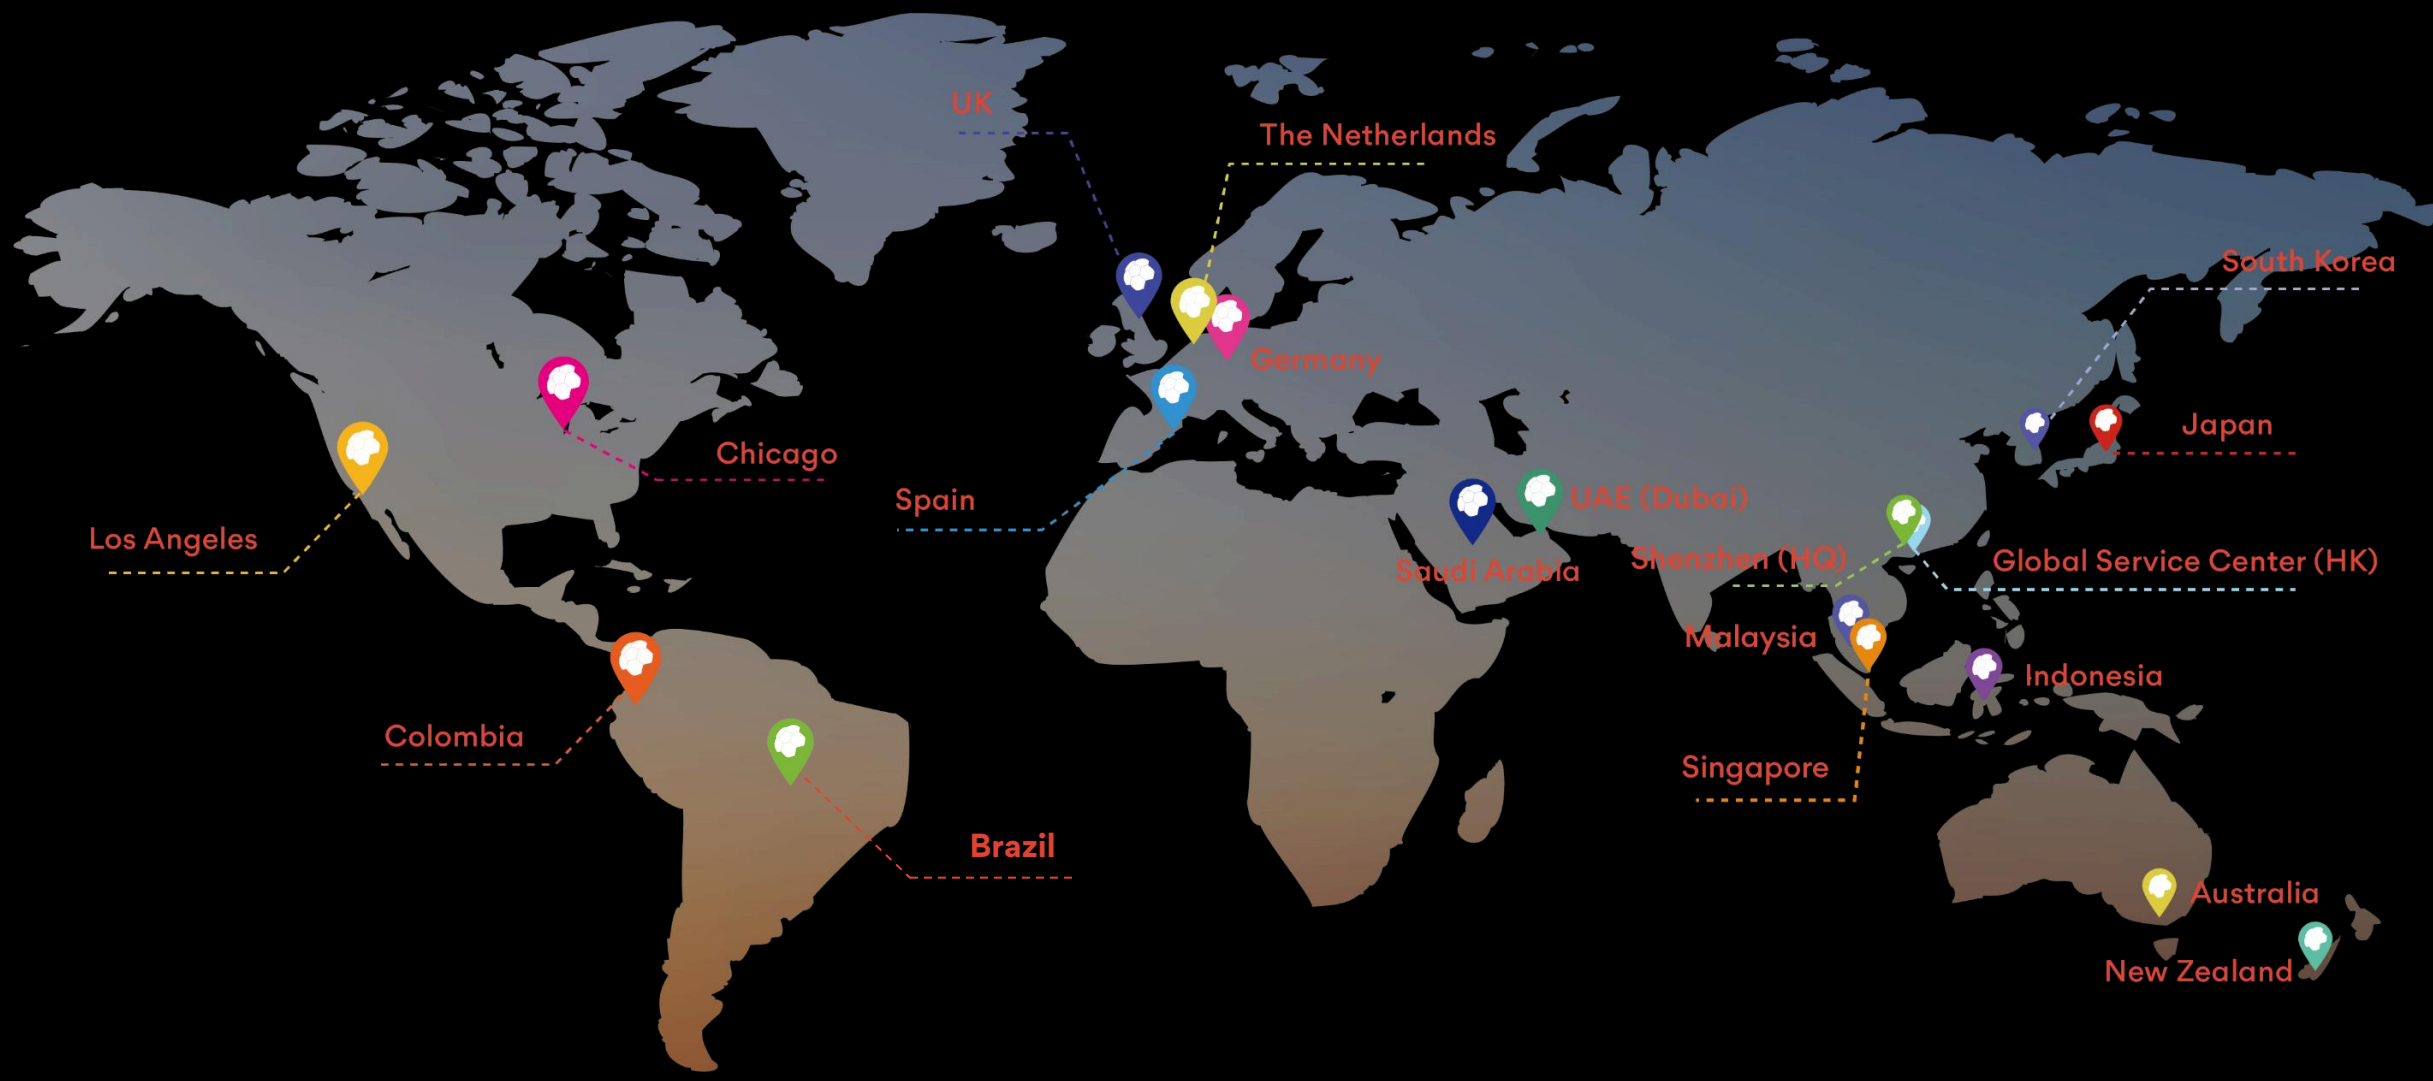 UK
The Netherlands
South Korea
Germany
Japan
Chicago
Spain
UAE (Dubai)
Los Angeles
Shenzhen (HQ)
Global Service Center (HK)
Saudi Arabia
Malaysia
Indonesia
Colombia
Singapore
Brazil
Australia
New Zealand